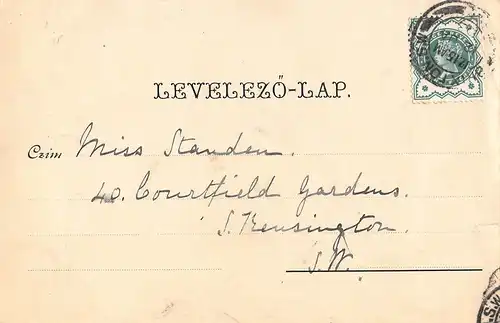 LEVELEZŐ-LAP.
Czim Miss Standen.
40. Courtfield Gardens.
S. Kensington.
S.W.